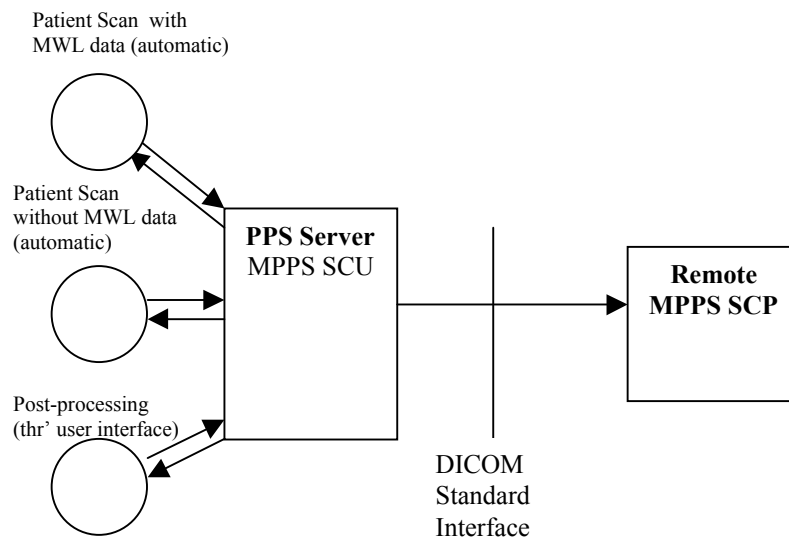 Patient Scan with
MWL data (automatic)
Patient Scan
without MWL data
(automatic)
PPS Server
MPPS SCU
Remote
MPPS SCP
Post-processing
(thr’ user interface)
DICOM
Standard
Interface